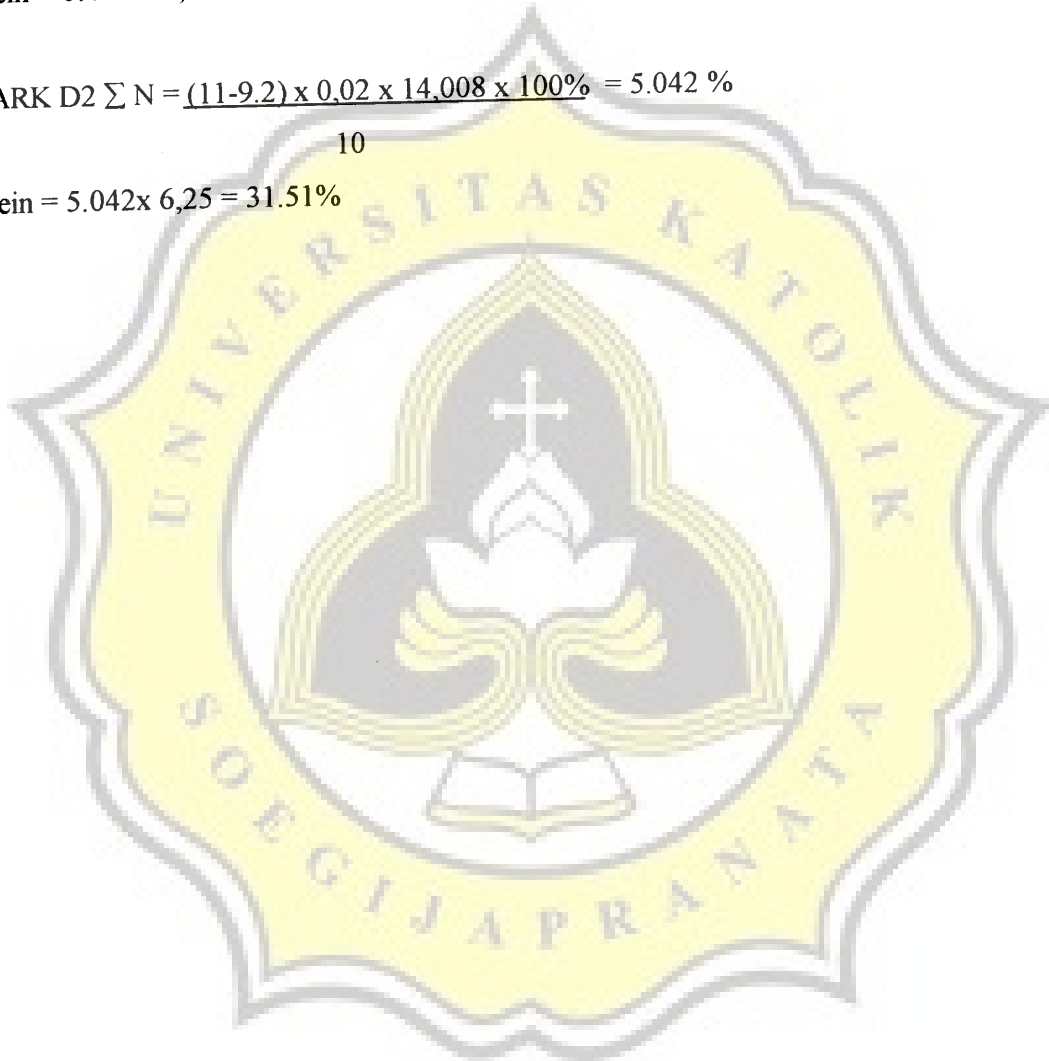 ARK D2 ∑ N = (11-9.2) x 0,02 x 14,008 x 100% = 5.042 %
10
ein = 5.042x 6,25 = 31.51%
UNIVERSITAS KATOLIK
SOEGIJAPRANATA